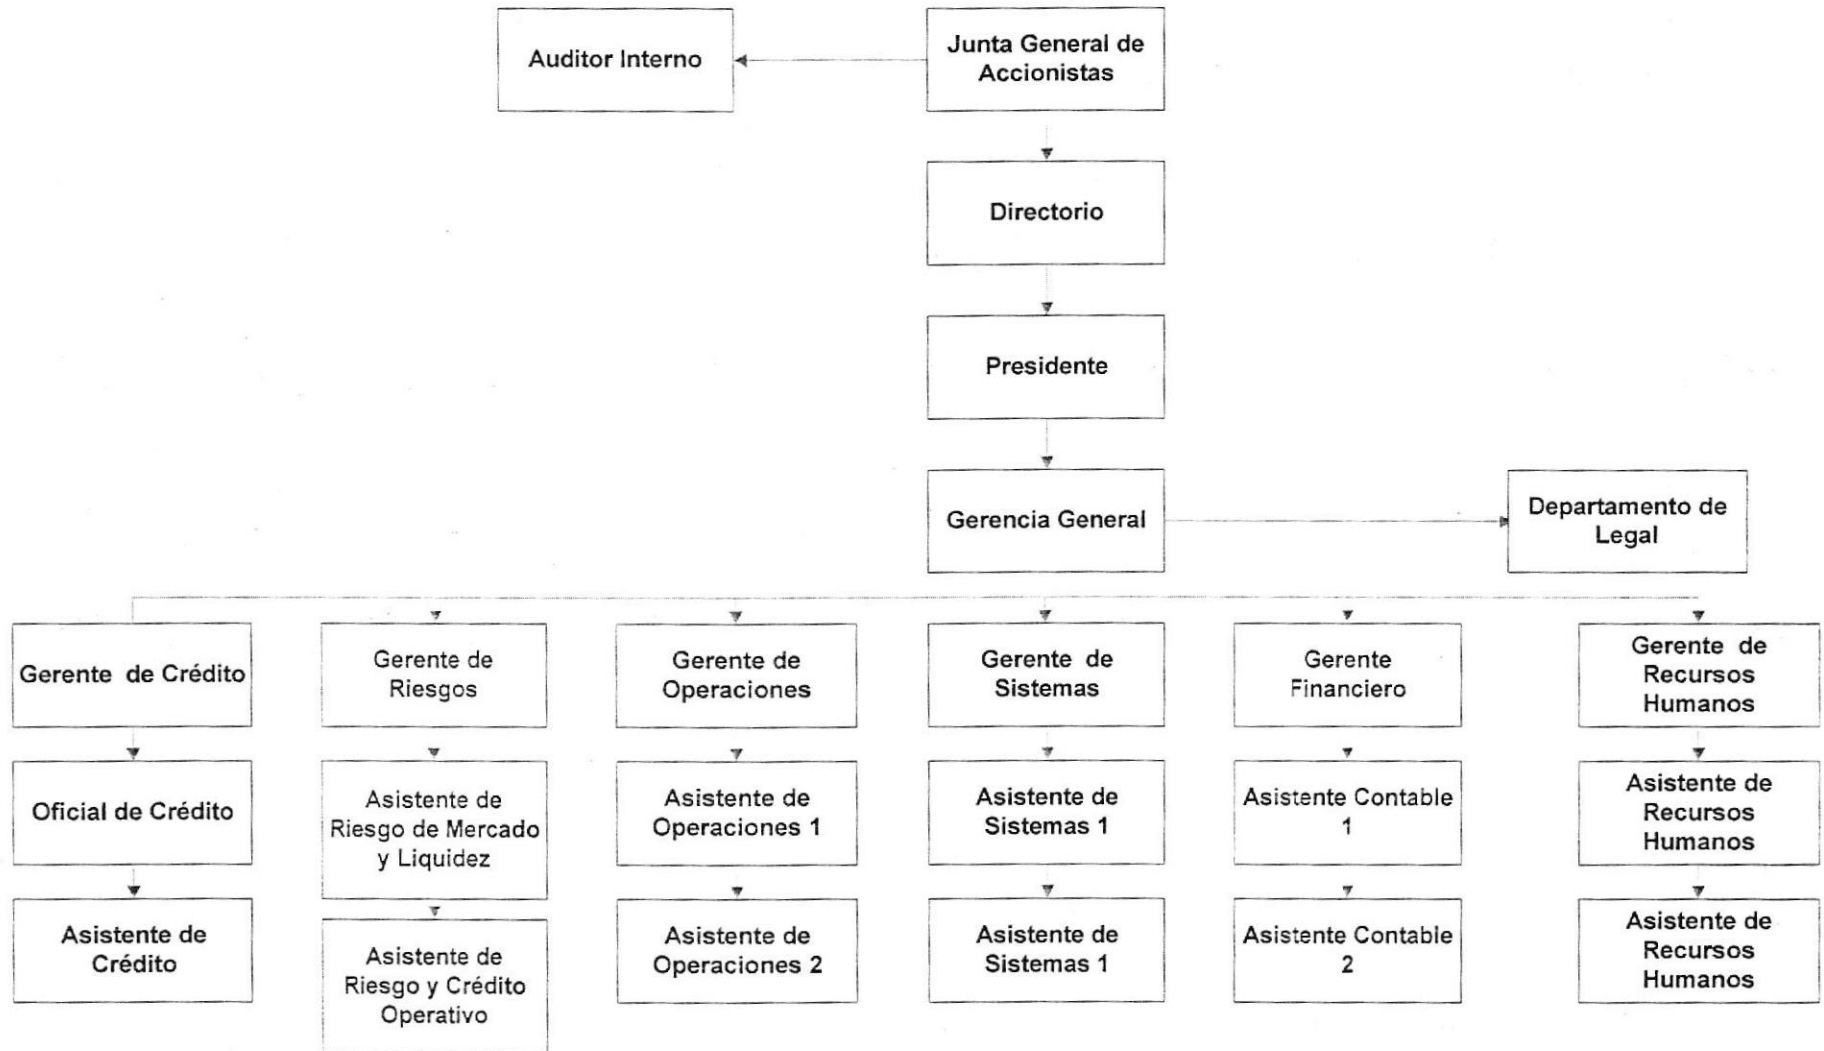 Auditor Interno
Junta General de
Accionistas
Directorio
Presidente
Gerencia General
Departamento de
Legal
Gerente de Crédito
Gerente de
Riesgos
Gerente de
Operaciones
Gerente de
Sistemas
Gerente
Financiero
Gerente de
Recursos
Humanos
Oficial de Crédito
Asistente de
Riesgo de Mercado
y Liquidez
Asistente de
Operaciones 1
Asistente de
Sistemas 1
Asistente Contable
1
Asistente de
Recursos
Humanos
Asistente de
Crédito
Asistente de
Riesgo y Crédito
Operativo
Asistente de
Operaciones 2
Asistente de
Sistemas 1
Asistente Contable
2
Asistente de
Recursos
Humanos